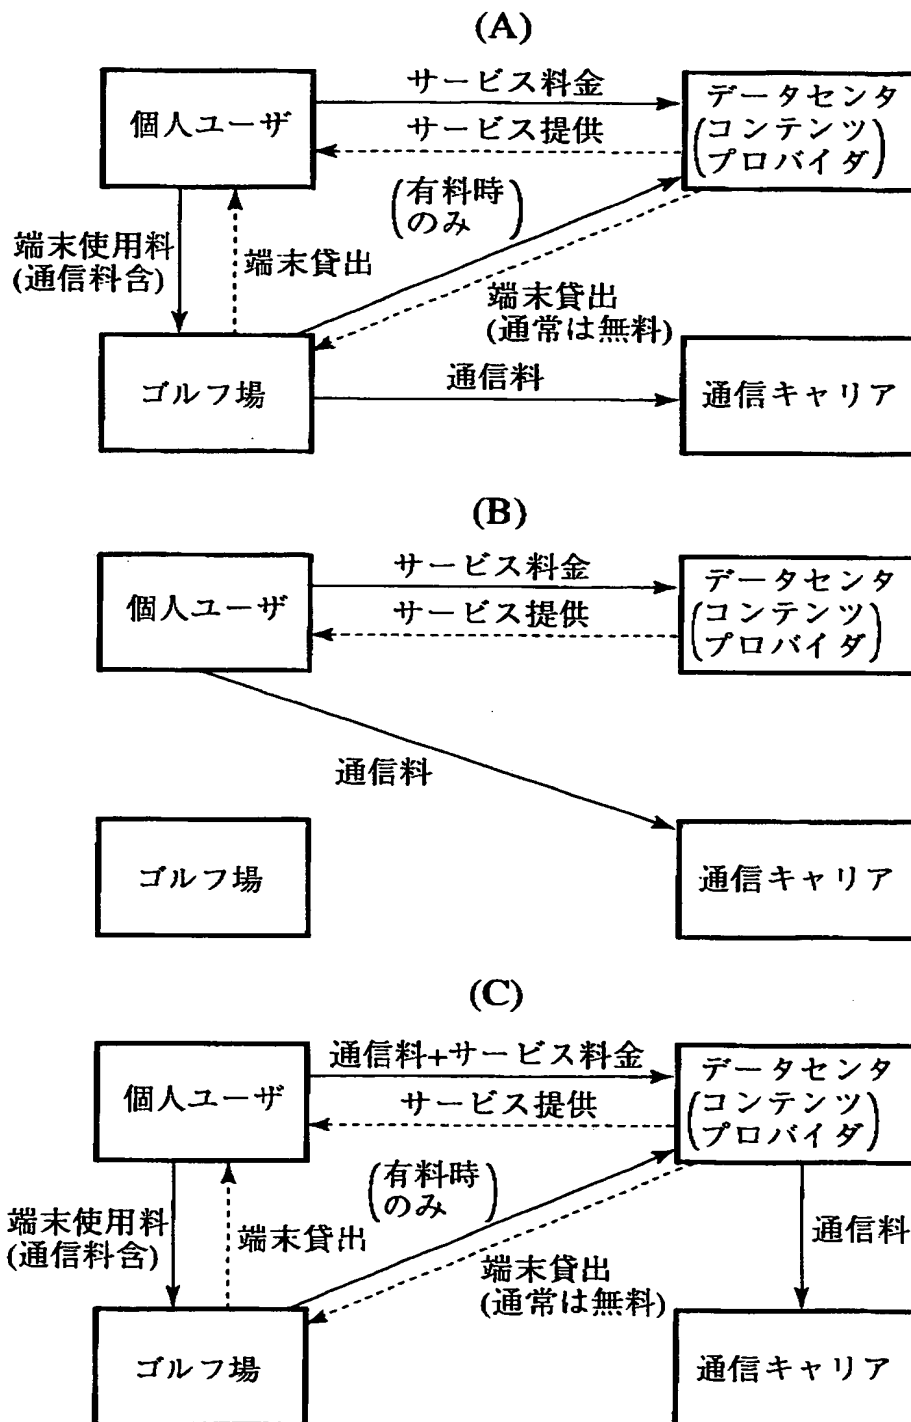 (A)
個人ユーザ
サービス料金
サービス提供
データセンタ
(コンテンツ
プロバイダ)
端末使用料
(通信料含)
端末貸出
(有料時
のみ)
端末貸出
(通常は無料)
ゴルフ場
通信料
通信キャリア
(B)
個人ユーザ
サービス料金
サービス提供
データセンタ
(コンテンツ
プロバイダ)
通信料
ゴルフ場
通信キャリア
(C)
個人ユーザ
通信料+サービス料金
サービス提供
データセンタ
(コンテンツ
プロバイダ)
端末使用料
(通信料含)
端末貸出
(有料時
のみ)
端末貸出
(通常は無料)
通信料
ゴルフ場
通信キャリア